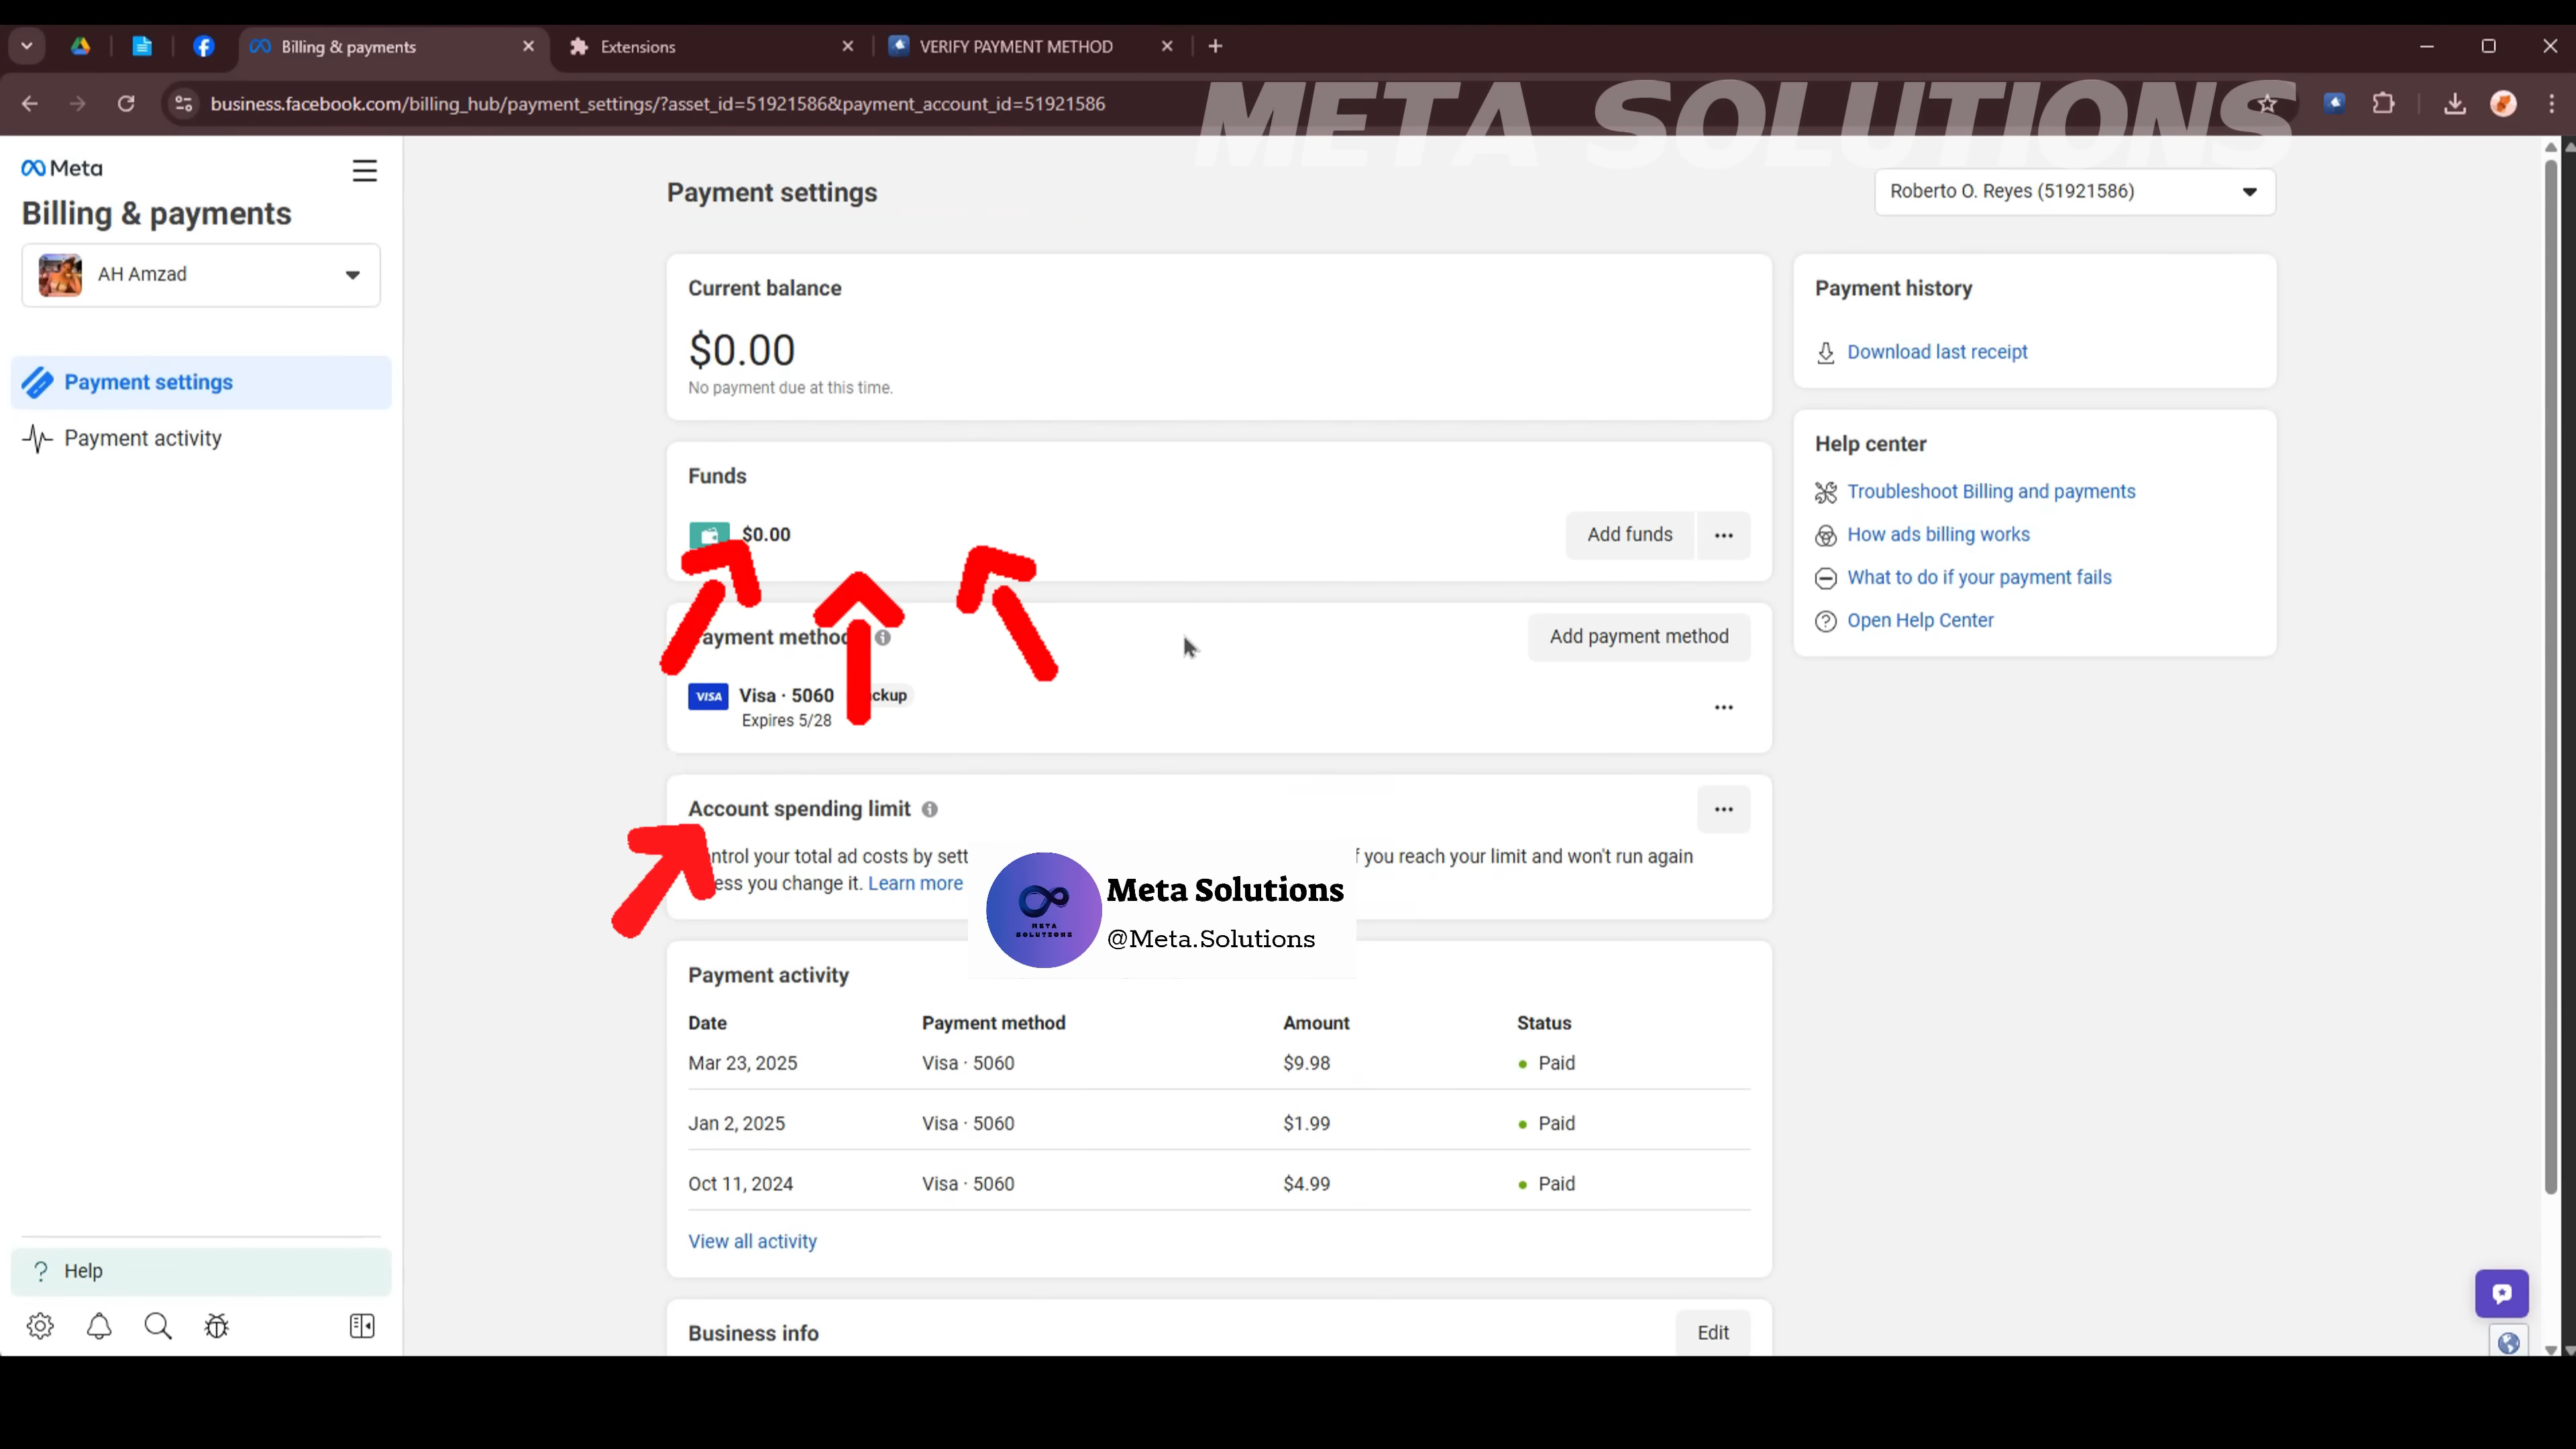 Billing & payments
Extensions
VERIFY PAYMENT METHOD
business.facebook.com/billing_hub/payment_settings/?asset_id=51921586&payment_account_id=51921586
META SOLUTIONS
Meta
Billing & payments
AH Amzad
Payment settings
Payment activity
Help
Payment settings
Roberto O. Reyes (51921586)
Current balance
$0.00
No payment due at this time.
Funds
$0.00
Add funds
ayment method
Add payment method
VISA
Visa · 5060
ckup
Expires 5/28
Account spending limit
ntrol your total ad costs by sett
f you reach your limit and won't run again
ess you change it. Learn more
META
SOLUTIONS
Meta Solutions
@Meta.Solutions
Payment activity
Date Payment method Amount Status
Mar 23, 2025 Visa · 5060 $9.98 Paid
Jan 2, 2025 Visa · 5060 $1.99 Paid
Oct 11, 2024 Visa · 5060 $4.99 Paid
View all activity
Business info
Edit
Payment history
Download last receipt
Help center
Troubleshoot Billing and payments
How ads billing works
What to do if your payment fails
Open Help Center